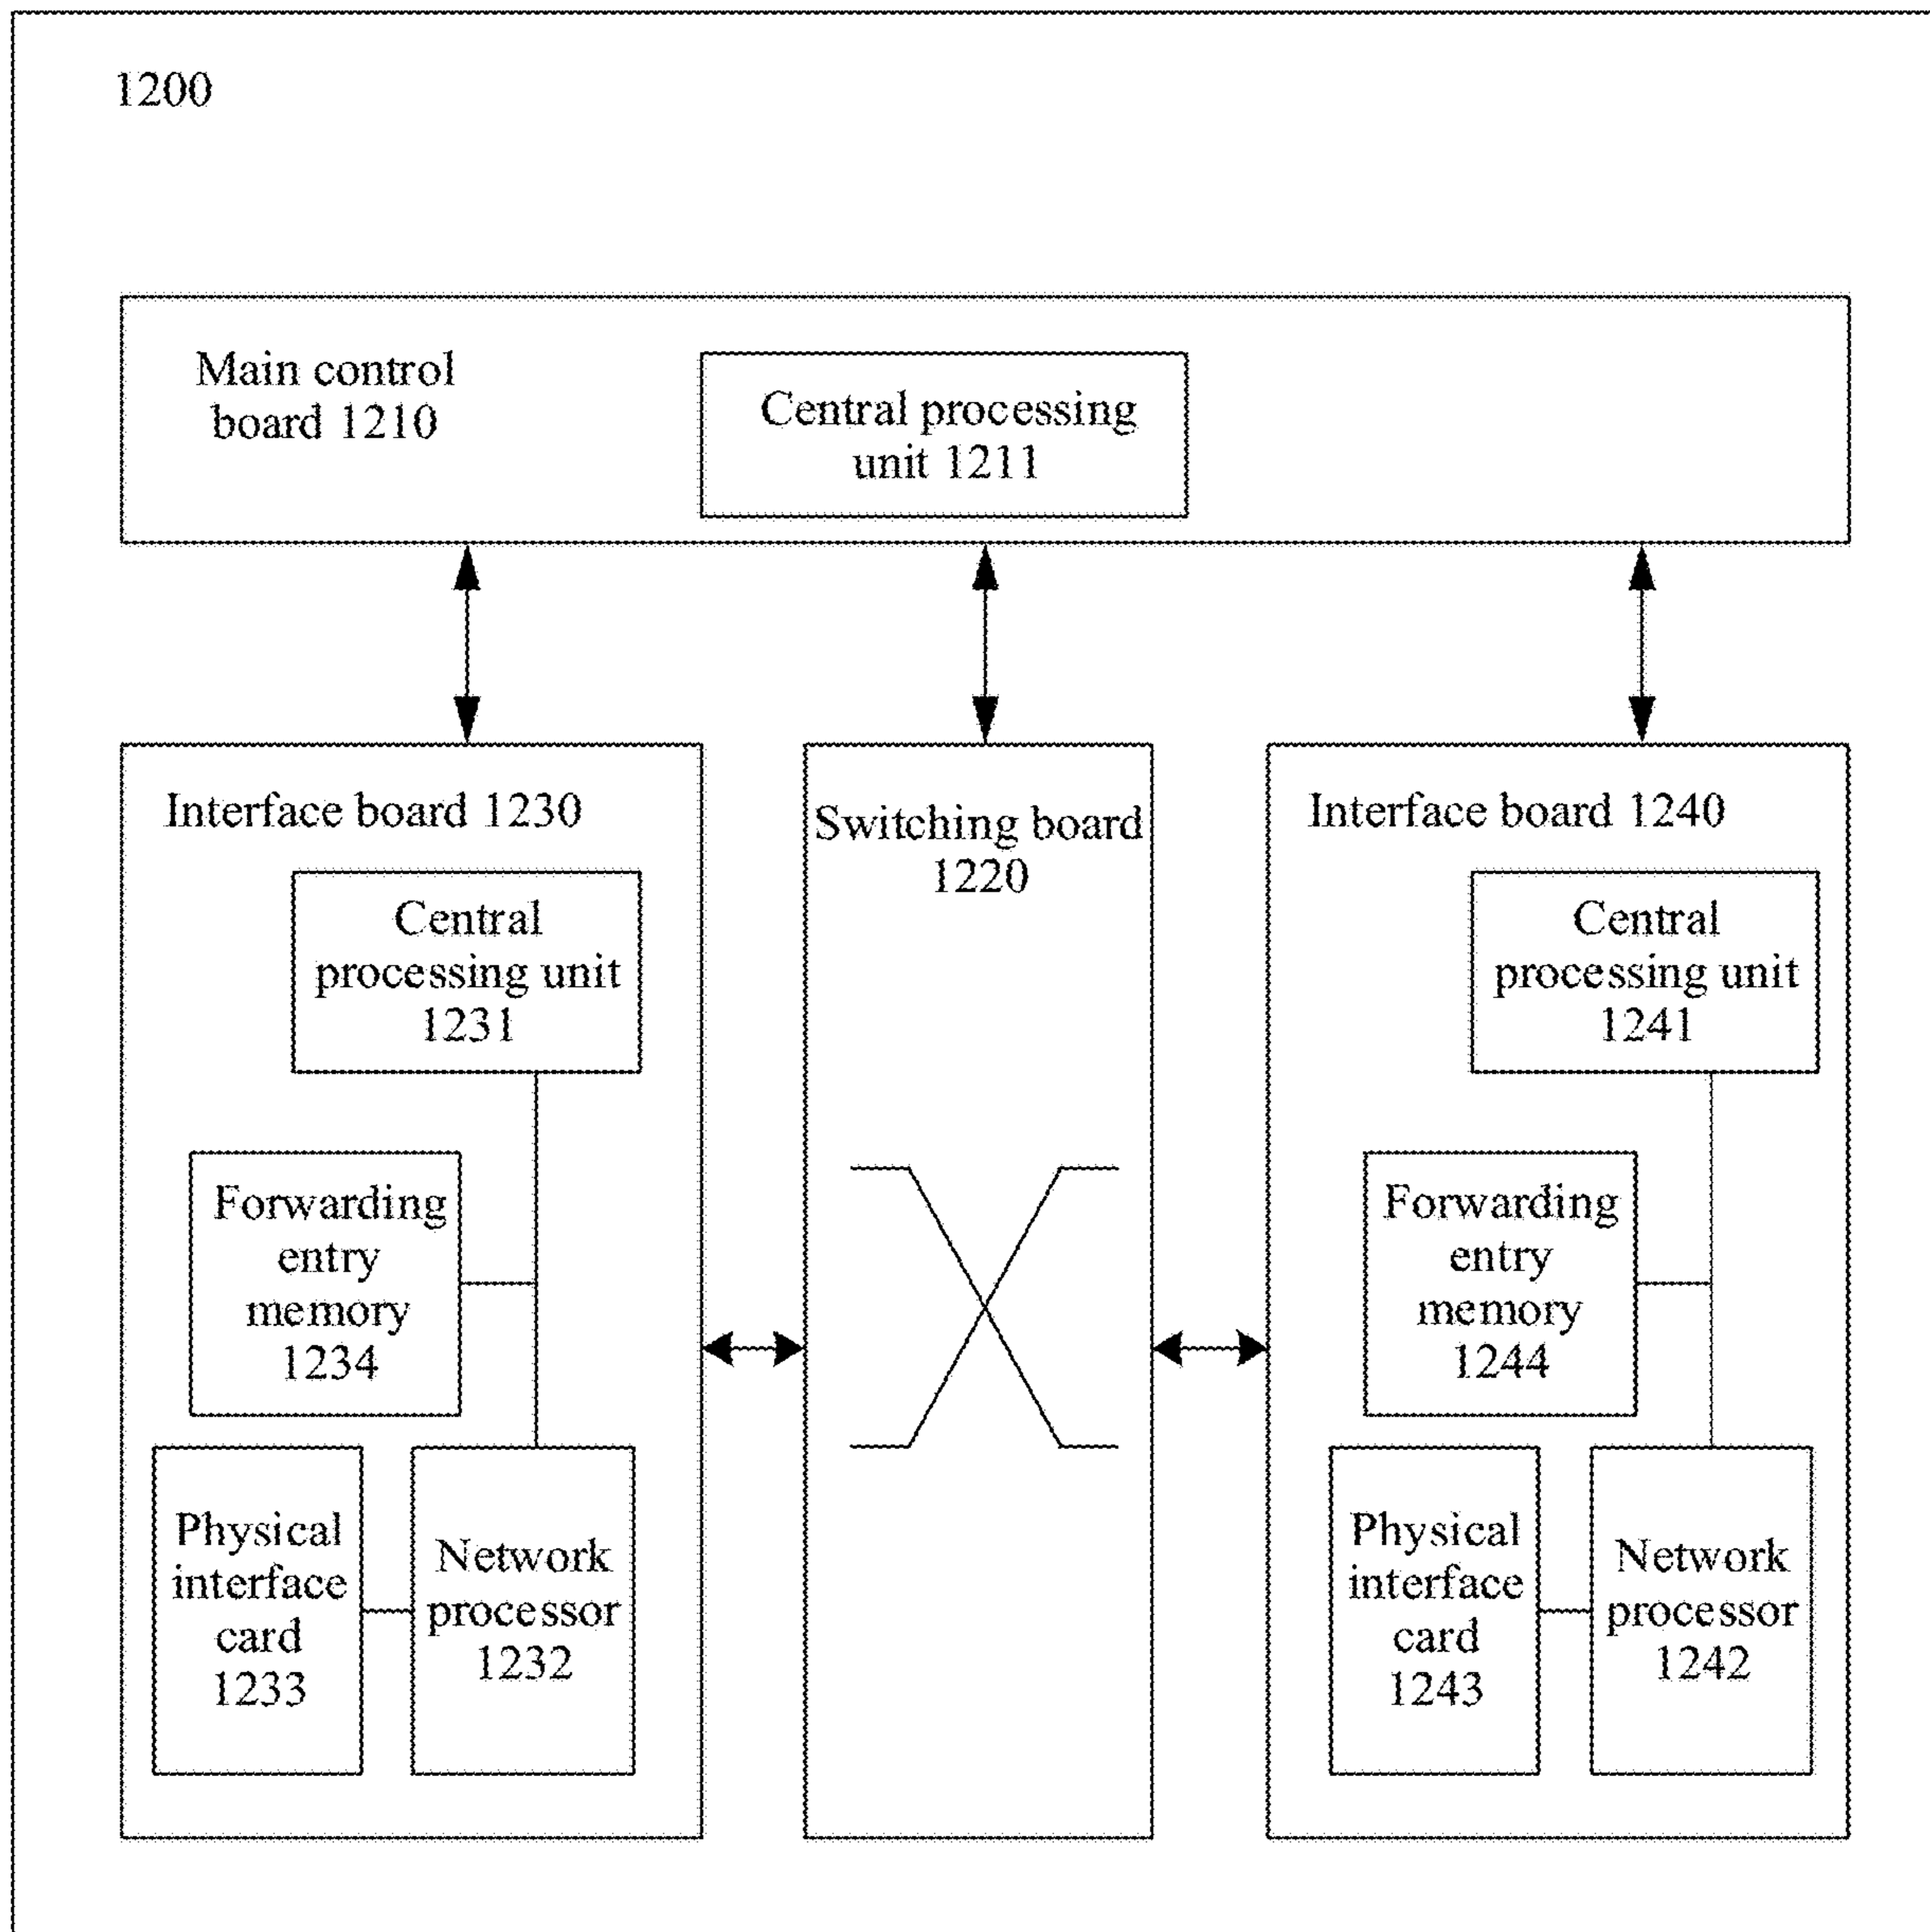 1200
Main control
board 1210
Central processing
unit 1211
Interface board 1230
Central
processing unit
1231
Forwarding
entry
memory
1234
Physical
interface
card
1233
Network
processor
1232
Switching board
1220
Interface board 1240
Central
processing unit
1241
Forwarding
entry
memory
1244
Physical
interface
card
1243
Network
processor
1242